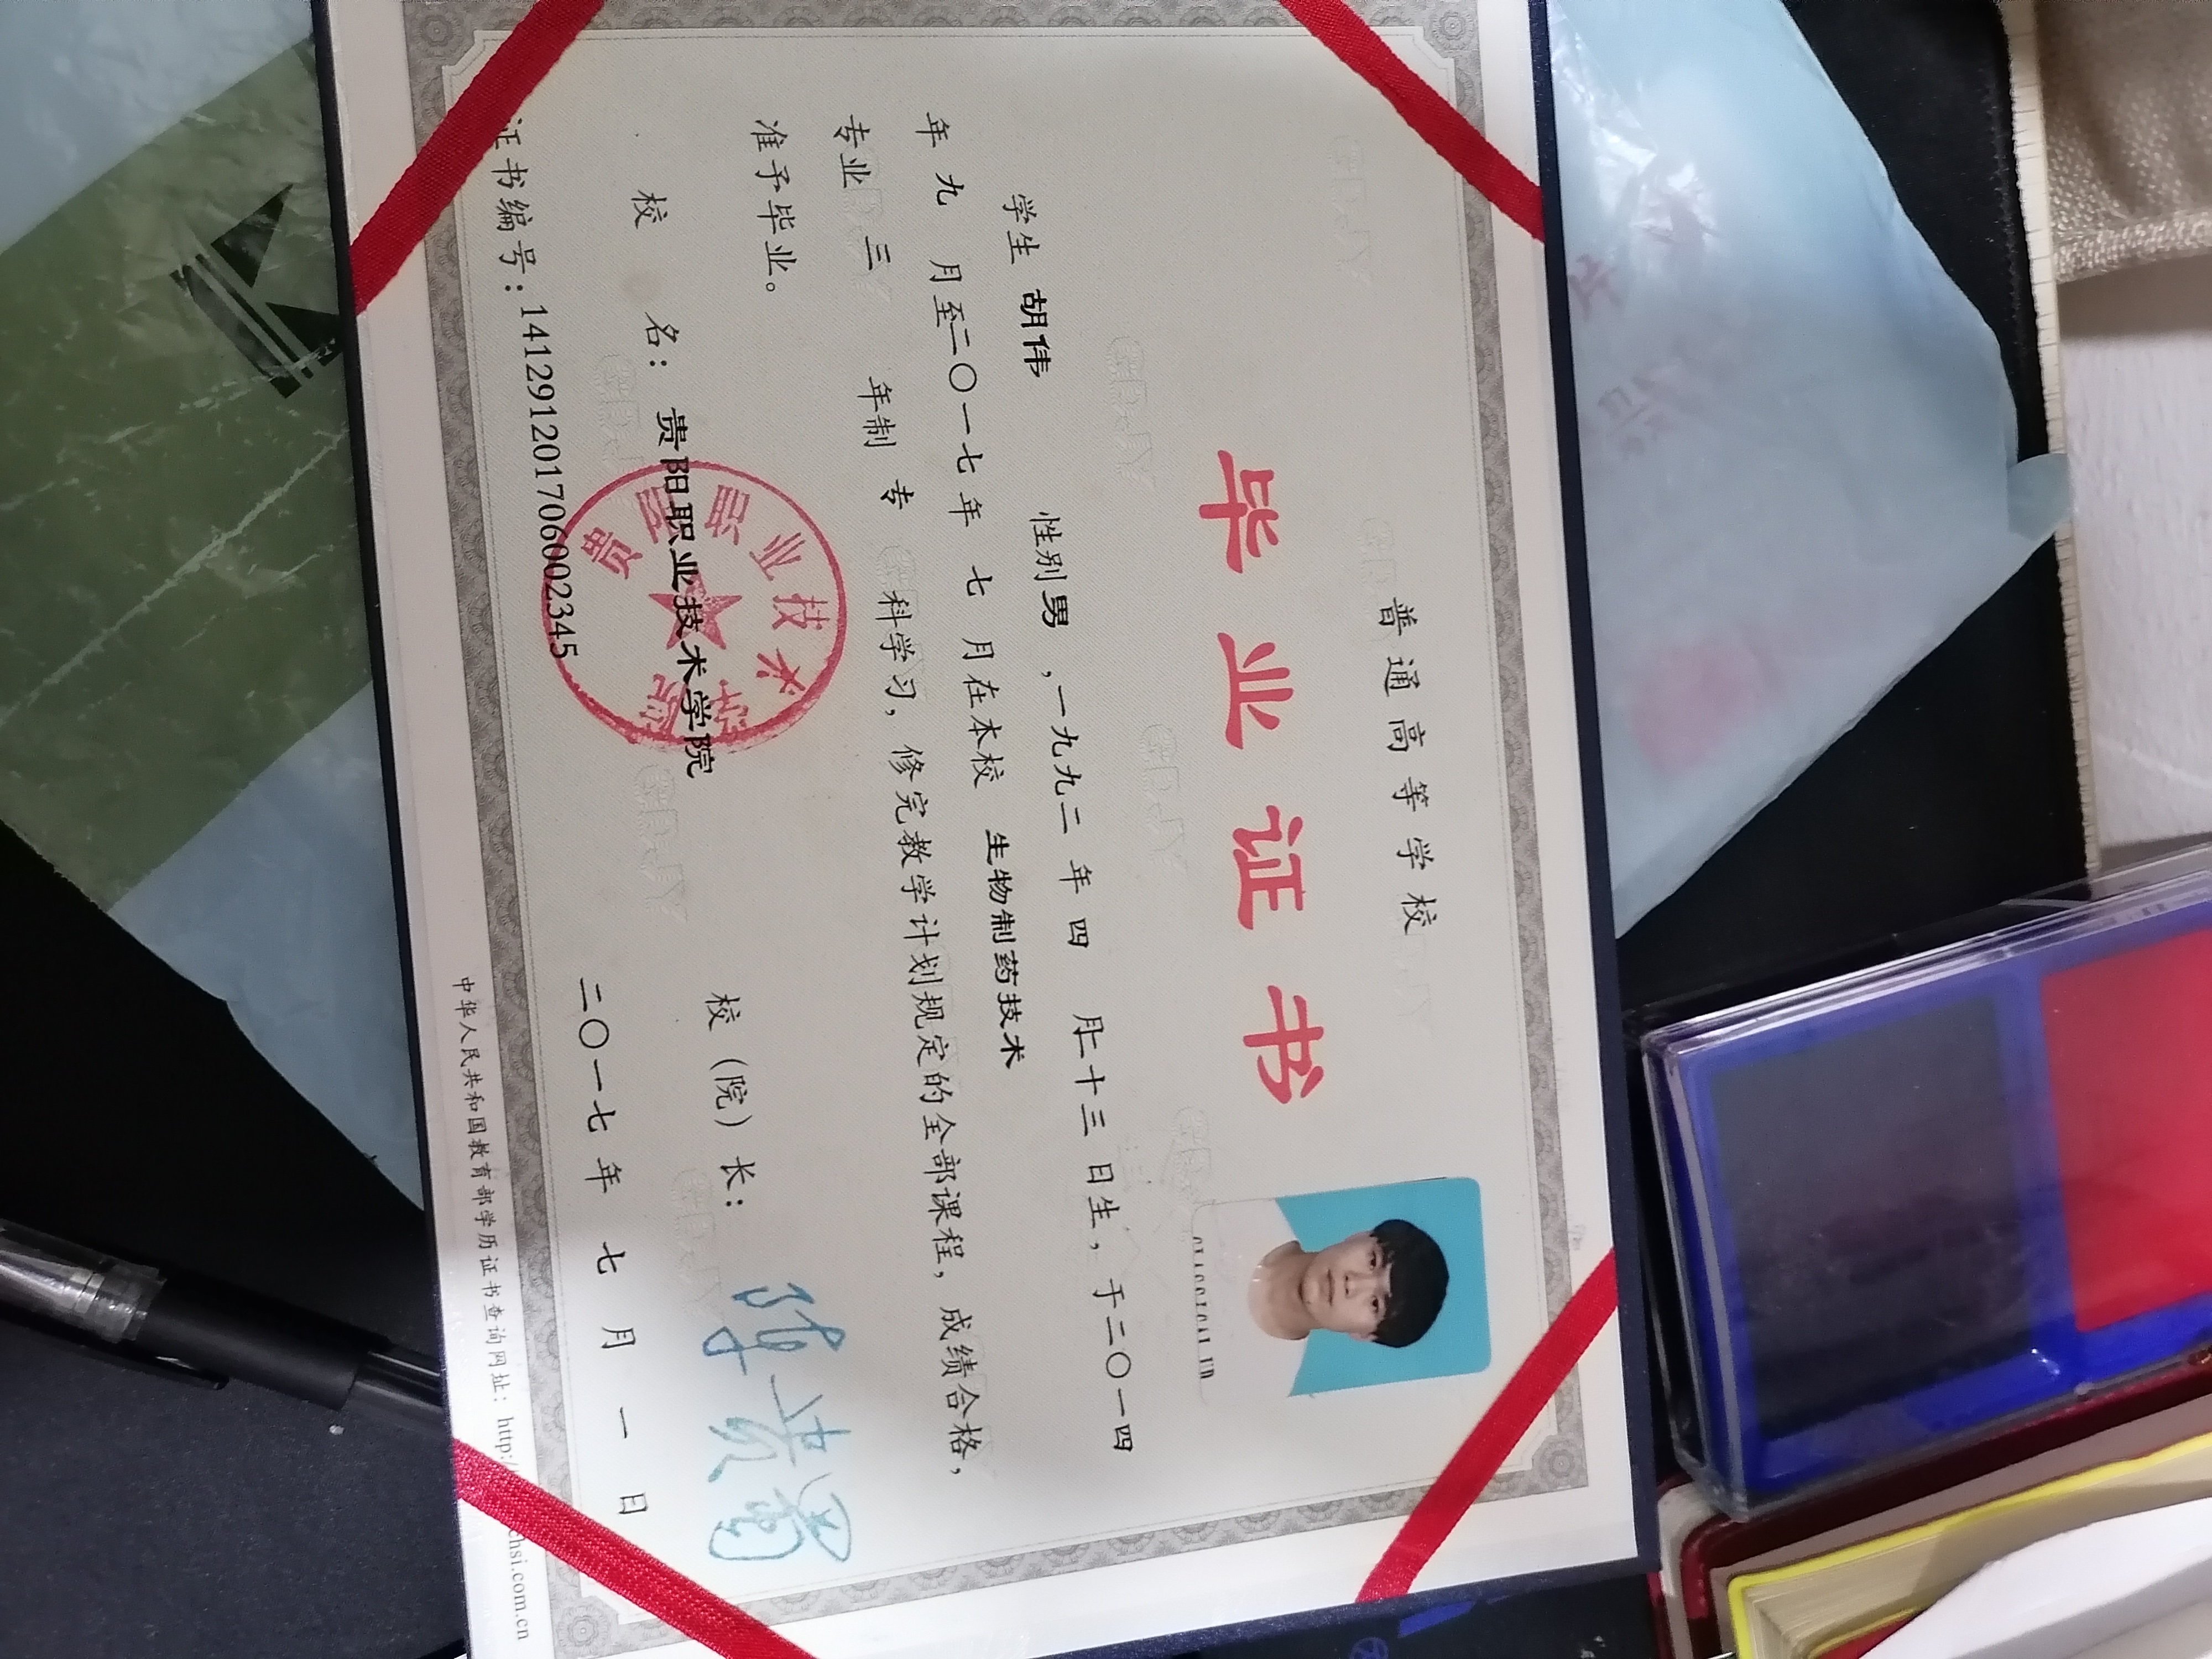 普通高等学校
毕业证书
学生 胡伟 性别 男 ,一九九二 年 四 月二十三 日生，于二〇一四
年 九 月至二〇一七年 七 月在本校 生物制药技术
专业 三 年制 专 科学习，修完教学计划规定的全部课程，成绩合格，
准予毕业。
校 名：贵阳职业技术学院
校（院）长：
贵阳职业技术学院
证书编号：141291201706002345
二〇一七 年 七 月 一 日
中华人民共和国教育部学历证书查询网址：http:/ chsi.com.cn